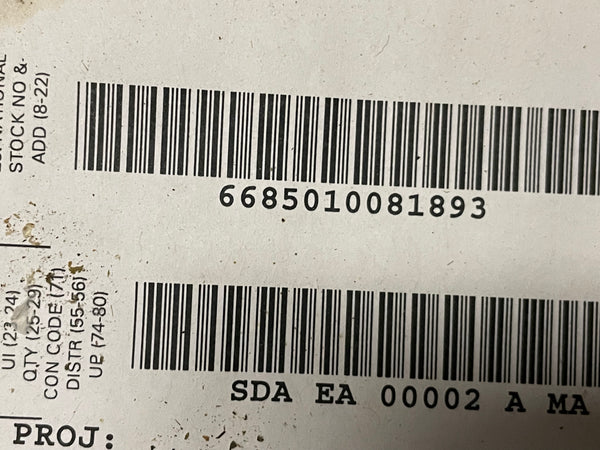 STOCK NO &
ADD (8-22)
6685010081893
UI (23-24)
QTY (25-29)
CON CODE (71)
DISTR (55-56)
UP (74-80)
SDA EA 00002 A MA
PROJ: